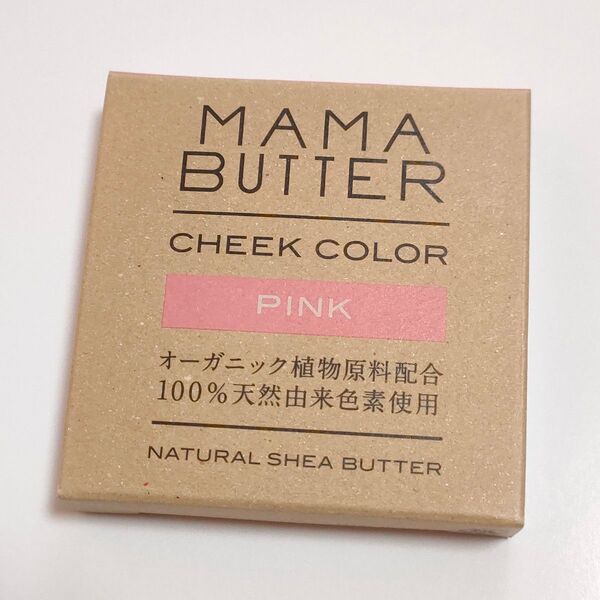 MAMA
BUTTER
CHEEK COLOR
PINK
オーガニック植物原料配合
100%天然由来色素使用
NATURAL SHEA BUTTER